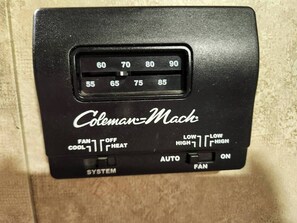 60 70 80 90
55 65 75 85
Coleman-Mach
FAN OFF LOW LOW
COOL HEAT HIGH HIGH
AUTO ON
SYSTEM FAN